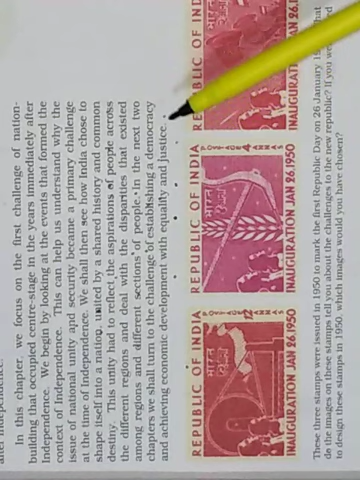 after independence.
In this chapter, we focus on the first challenge of nation-
building that occupied centre-stage in the years immediately after
Independence. We begin by looking at the events that formed the
context of Independence. This can help us understand why the
issue of national unity and security became a primary challenge
at the time of Independence. We shall then see how India chose to
shape itself into a nation, united by a shared history and common
destiny. This unity had to reflect the aspirations of people across
the different regions and deal with the disparities that existed
among regions and different sections of people. In the next two
chapters we shall turn to the challenge of establishing a democracy
and achieving economic development with equality and justice.
REPUBLIC OF INDIA
INAUGURATION JAN 26.1950
REPUBLIC OF INDIA
भारत
POSTAGE 4 ANNAS
INAUGURATION JAN 26.1950
REPUBLIC OF IND
भारत
INAUGURATION JAN 26.1
These three stamps were issued in 1950 to mark the first Republic Day on 26 January
do the images on these stamps tell you about the challenges to the new republic? If you
to design these stamps in 1950, which images would you have chosen?